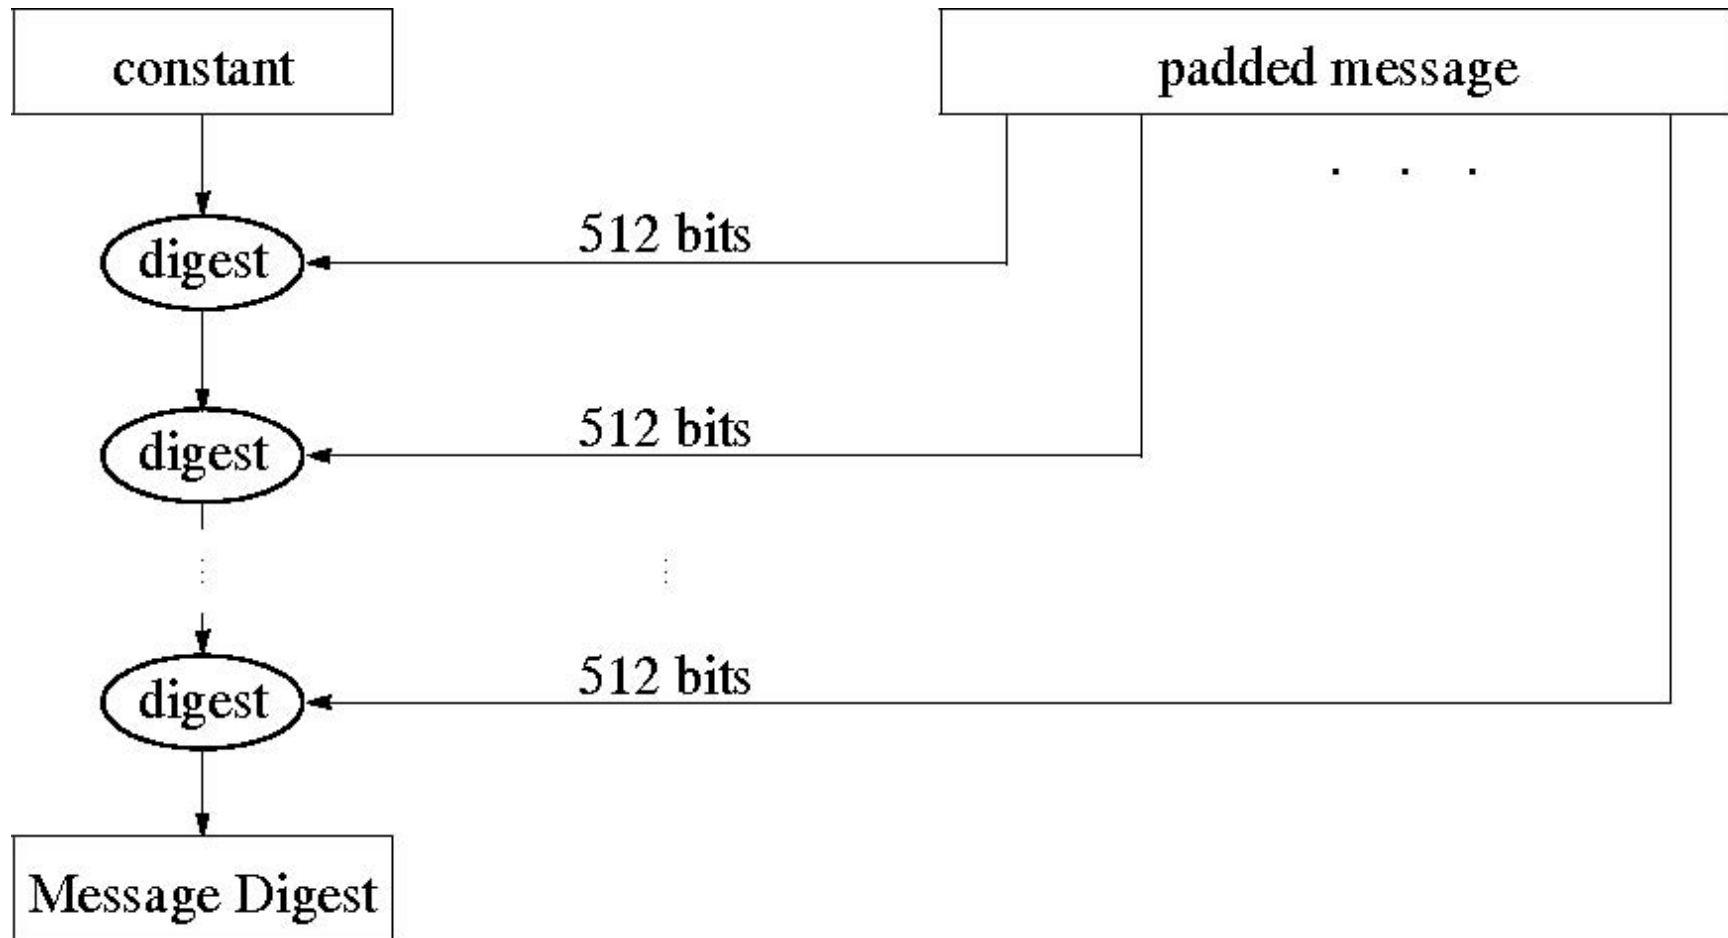 constant
padded message
. . .
512 bits
digest
512 bits
digest
512 bits
digest
Message Digest